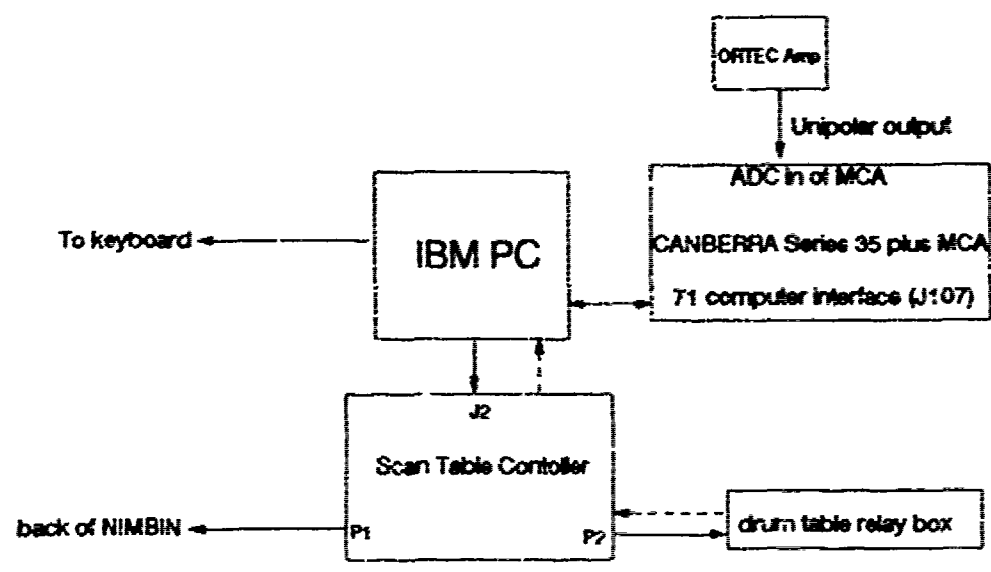 ORTEC Amp
Unipolar output
ADC in of MCA
To keyboard
IBM PC
CANBERRA Series 35 plus MCA
71 computer interface (J107)
J2
Scan Table Contoller
back of NIMBIN
P1
P2
drum table relay box